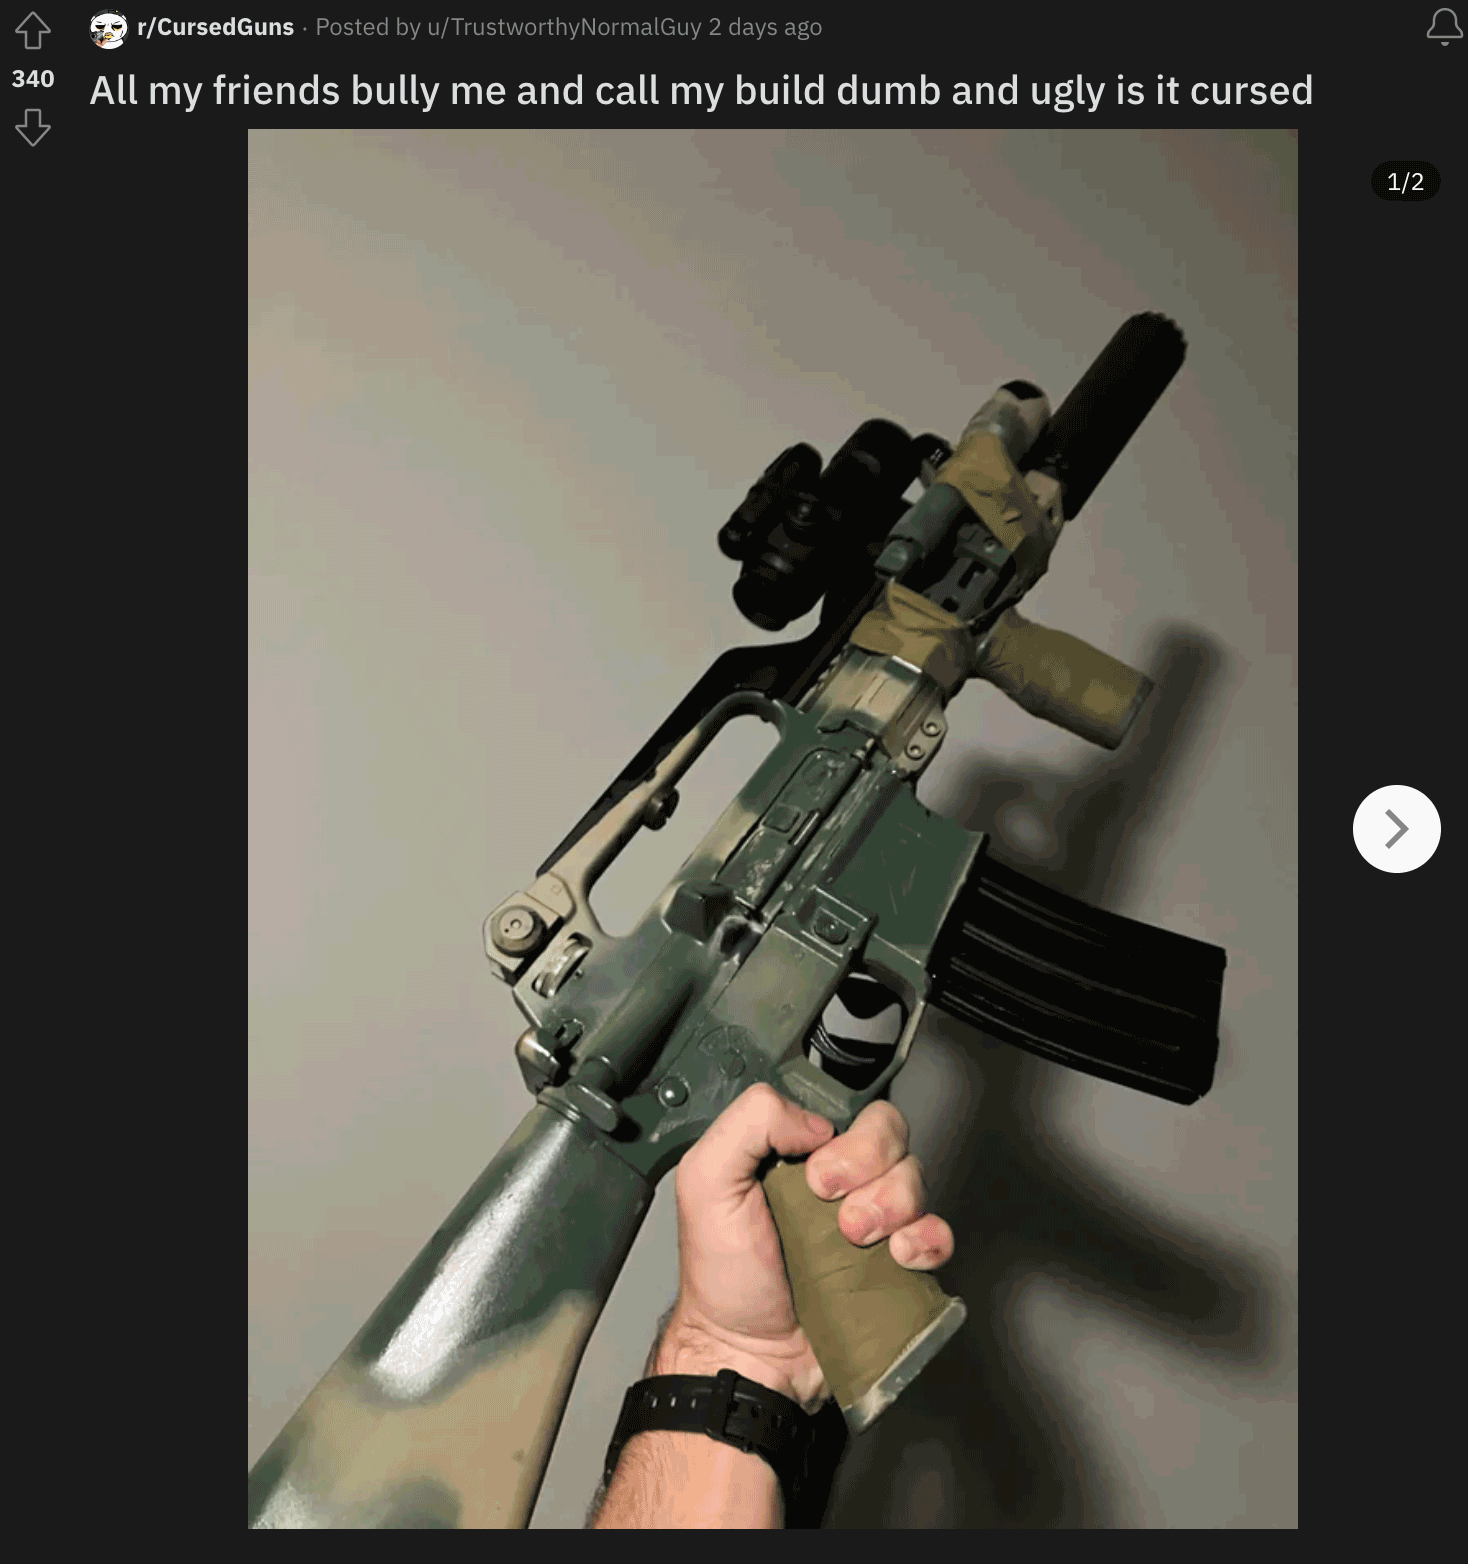 r/CursedGuns · Posted by u/TrustworthyNormalGuy 2 days ago
340
All my friends bully me and call my build dumb and ugly is it cursed
1/2